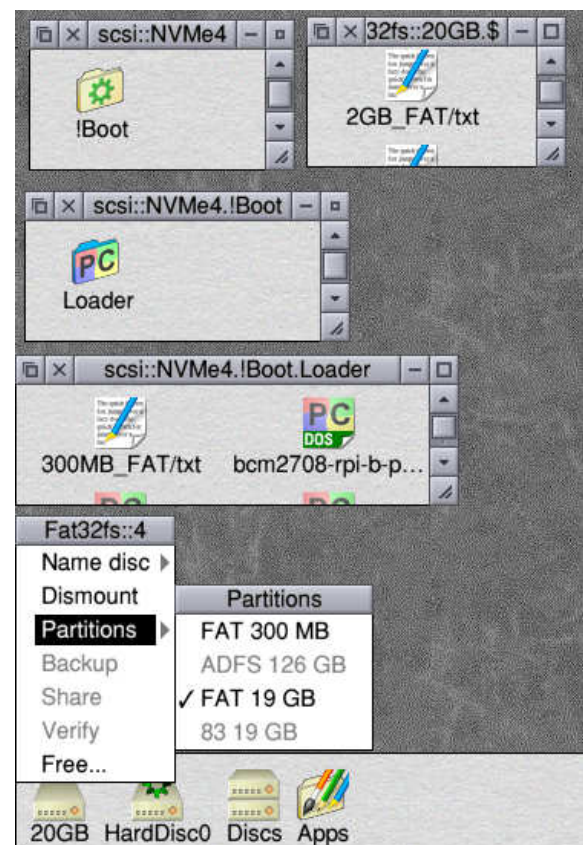 scsi::NVMe4
!Boot
32fs::20GB.$
2GB_FAT/txt
scsi::NVMe4.!Boot
PC
Loader
scsi::NVMe4.!Boot.Loader
300MB_FAT/txt
PC
DOS
bcm2708-rpi-b-p...
Fat32fs::4
Name disc
Dismount
Partitions
Backup
Share
Verify
Free...
Partitions
FAT 300 MB
ADFS 126 GB
FAT 19 GB
83 19 GB
20GB HardDisc0 Discs Apps